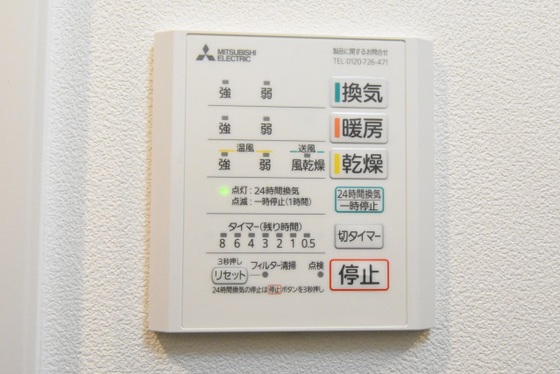 MITSUBISHI
ELECTRIC
製品に関するお問合せ
TEL:0120-726-471
強 弱 換気
強 弱 暖房
温風 送風
強 弱 風乾燥 乾燥
点灯:24時間換気
点滅:一時停止(1時間)
24時間換気
一時停止
タイマー(残り時間)
8 6 4 3 2 1 0.5
切タイマー
3秒押し
リセット フィルター清掃 点検
24時間換気の停止は停止ボタンを3秒押し
停止